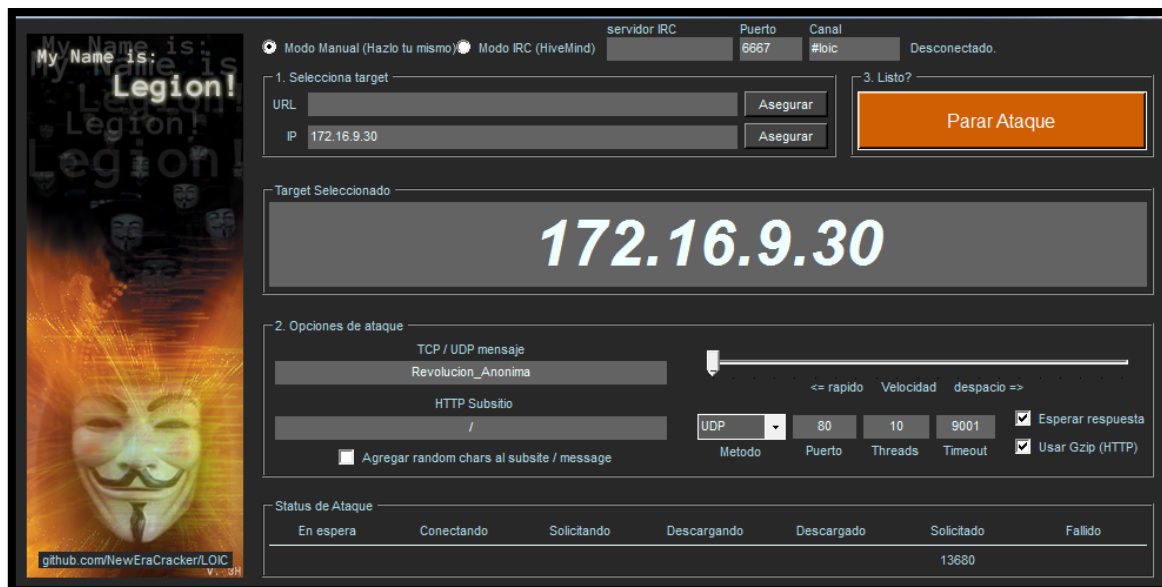 My Name is:
Legion!
Legion!
Legion!
github.com/NewEraCracker/LOIC
servidor IRC Puerto Canal
Modo Manual (Hazlo tu mismo) Modo IRC (HiveMind) 6667 #loic Desconectado.
1. Selecciona target
URL Asegurar
IP 172.16.9.30 Asegurar
3. Listo?
Parar Ataque
Target Seleccionado
172.16.9.30
2. Opciones de ataque
TCP / UDP mensaje
Revolucion_Anonima
HTTP Subsitio
/
Agregar random chars al subsite / message
<= rapido Velocidad despacio =>
UDP 80 10 9001
Metodo Puerto Threads Timeout
Esperar respuesta
Usar Gzip (HTTP)
Status de Ataque
En espera Conectando Solicitando Descargando Descargado Solicitado Fallido
13680